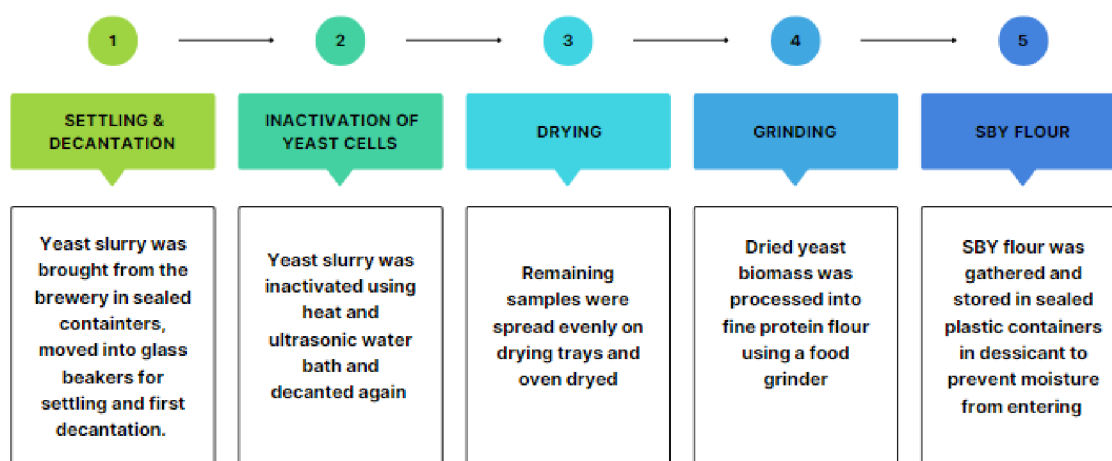 1
2
3
4
5
SETTLING &
DECANTATION
INACTIVATION OF
YEAST CELLS
DRYING
GRINDING
SBY FLOUR
Yeast slurry was
brought from the
brewery in sealed
containters,
moved into glass
beakers for
settling and first
decantation.
Yeast slurry was
inactivated using
heat and
ultrasonic water
bath and
decanted again
Remaining
samples were
spread evenly on
drying trays and
oven dryed
Dried yeast
biomass was
processed into
fine protein flour
using a food
grinder
SBY flour was
gathered and
stored in sealed
plastic containers
in dessicant to
prevent moisture
from entering